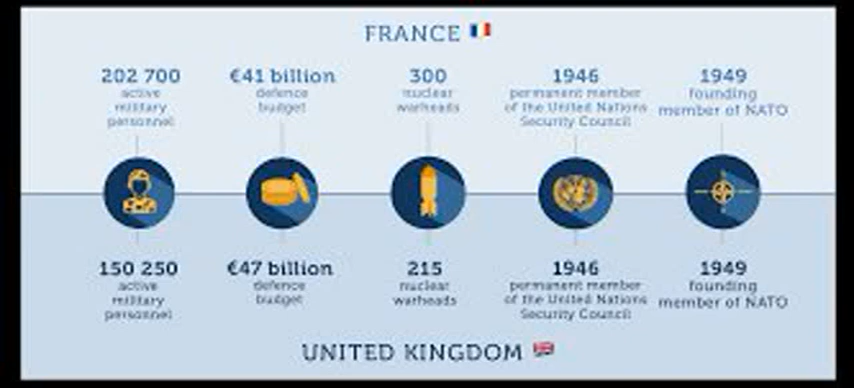 FRANCE
202 700 €41 billion 300 1946 1949
active defence nuclear permanent member founding
military budget warheads of the United Nations member of NATO
personnel Security Council
150 250 €47 billion 215 1946 1949
active defence nuclear permanent member founding
military budget warheads of the United Nations member of NATO
personnel Security Council
UNITED KINGDOM